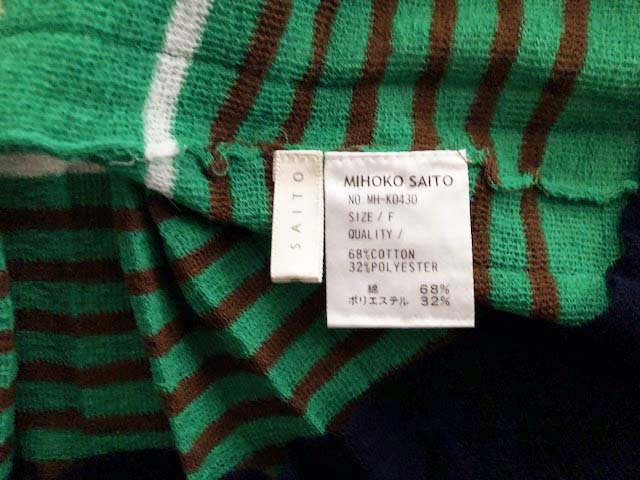 SAITO
MIHOKO SAITO
NO.MH-K0430
SIZE / F
QUALITY /
68%COTTON
32%POLYESTER
綿 68%
ポリエステル 32%